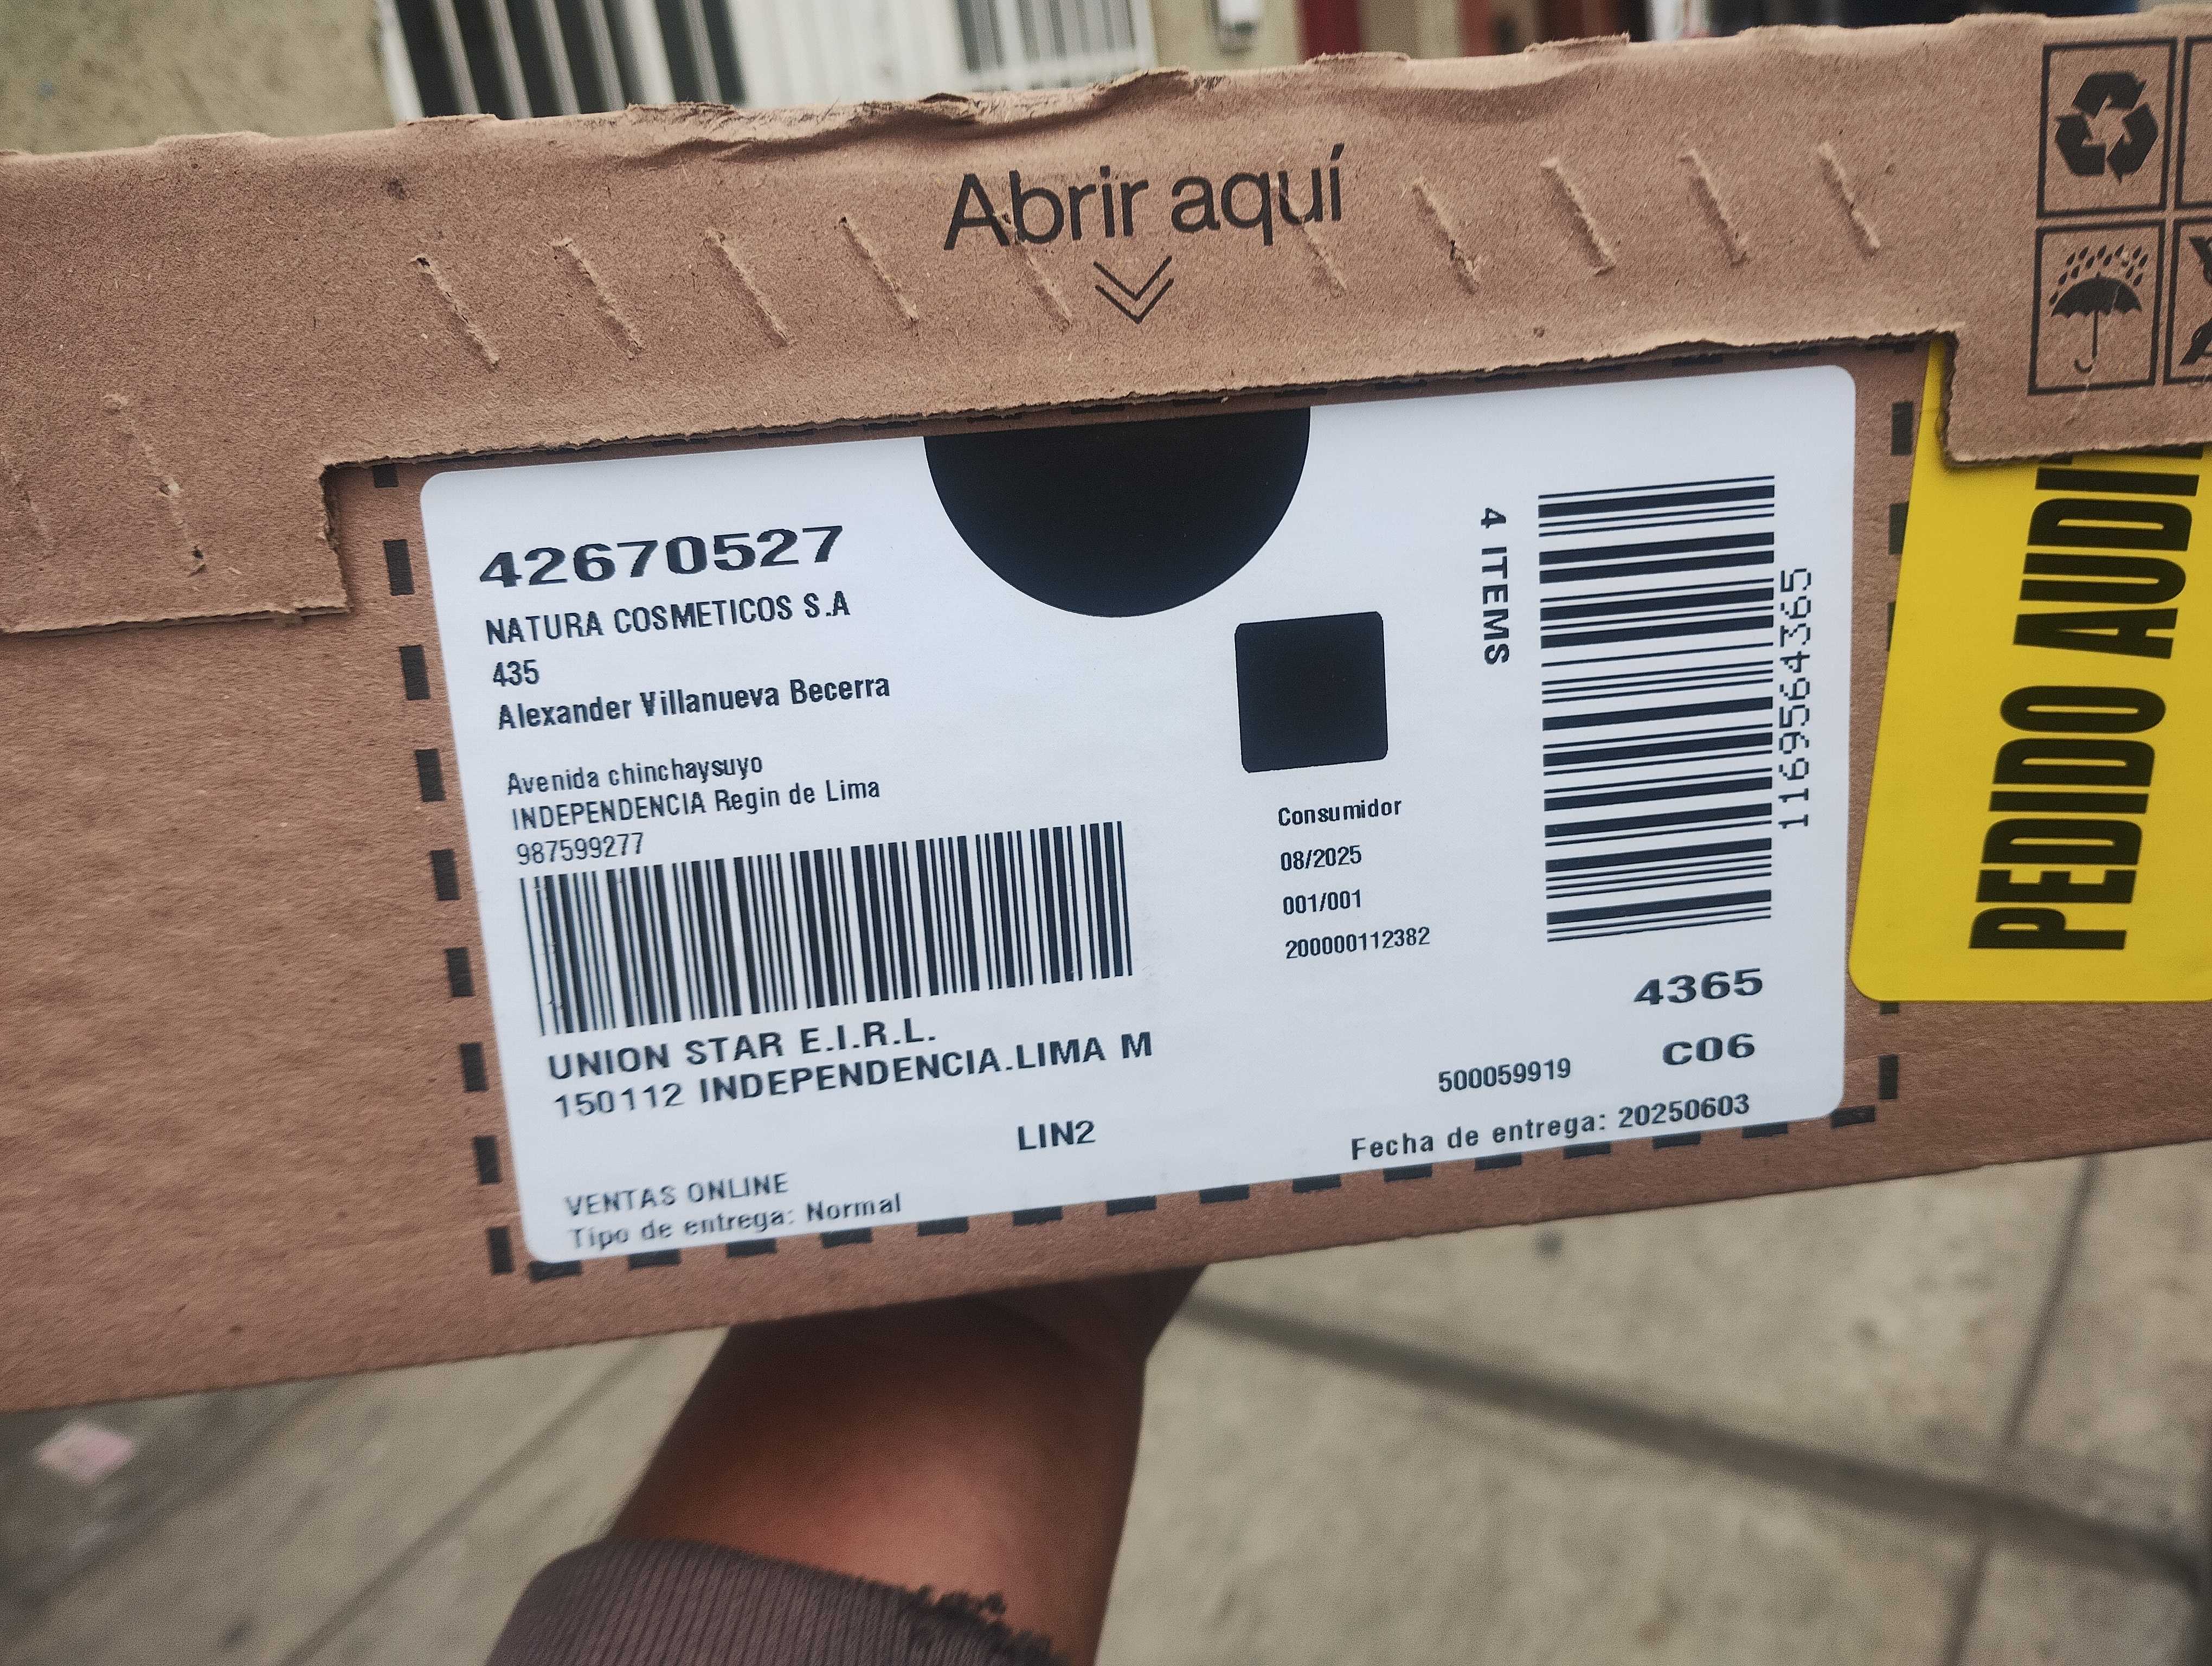 Abrir aquí
42670527
NATURA COSMETICOS S.A
435
Alexander Villanueva Becerra
Avenida chinchaysuyo
INDEPENDENCIA Regin de Lima
987599277
UNION STAR E.I.R.L.
150112 INDEPENDENCIA.LIMA M
LIN2
VENTAS ONLINE
Tipo de entrega: Normal
Consumidor
08/2025
001/001
200000112382
4 ITEMS
1169564365
4365
C06
500059919
Fecha de entrega: 20250603
PEDIDO